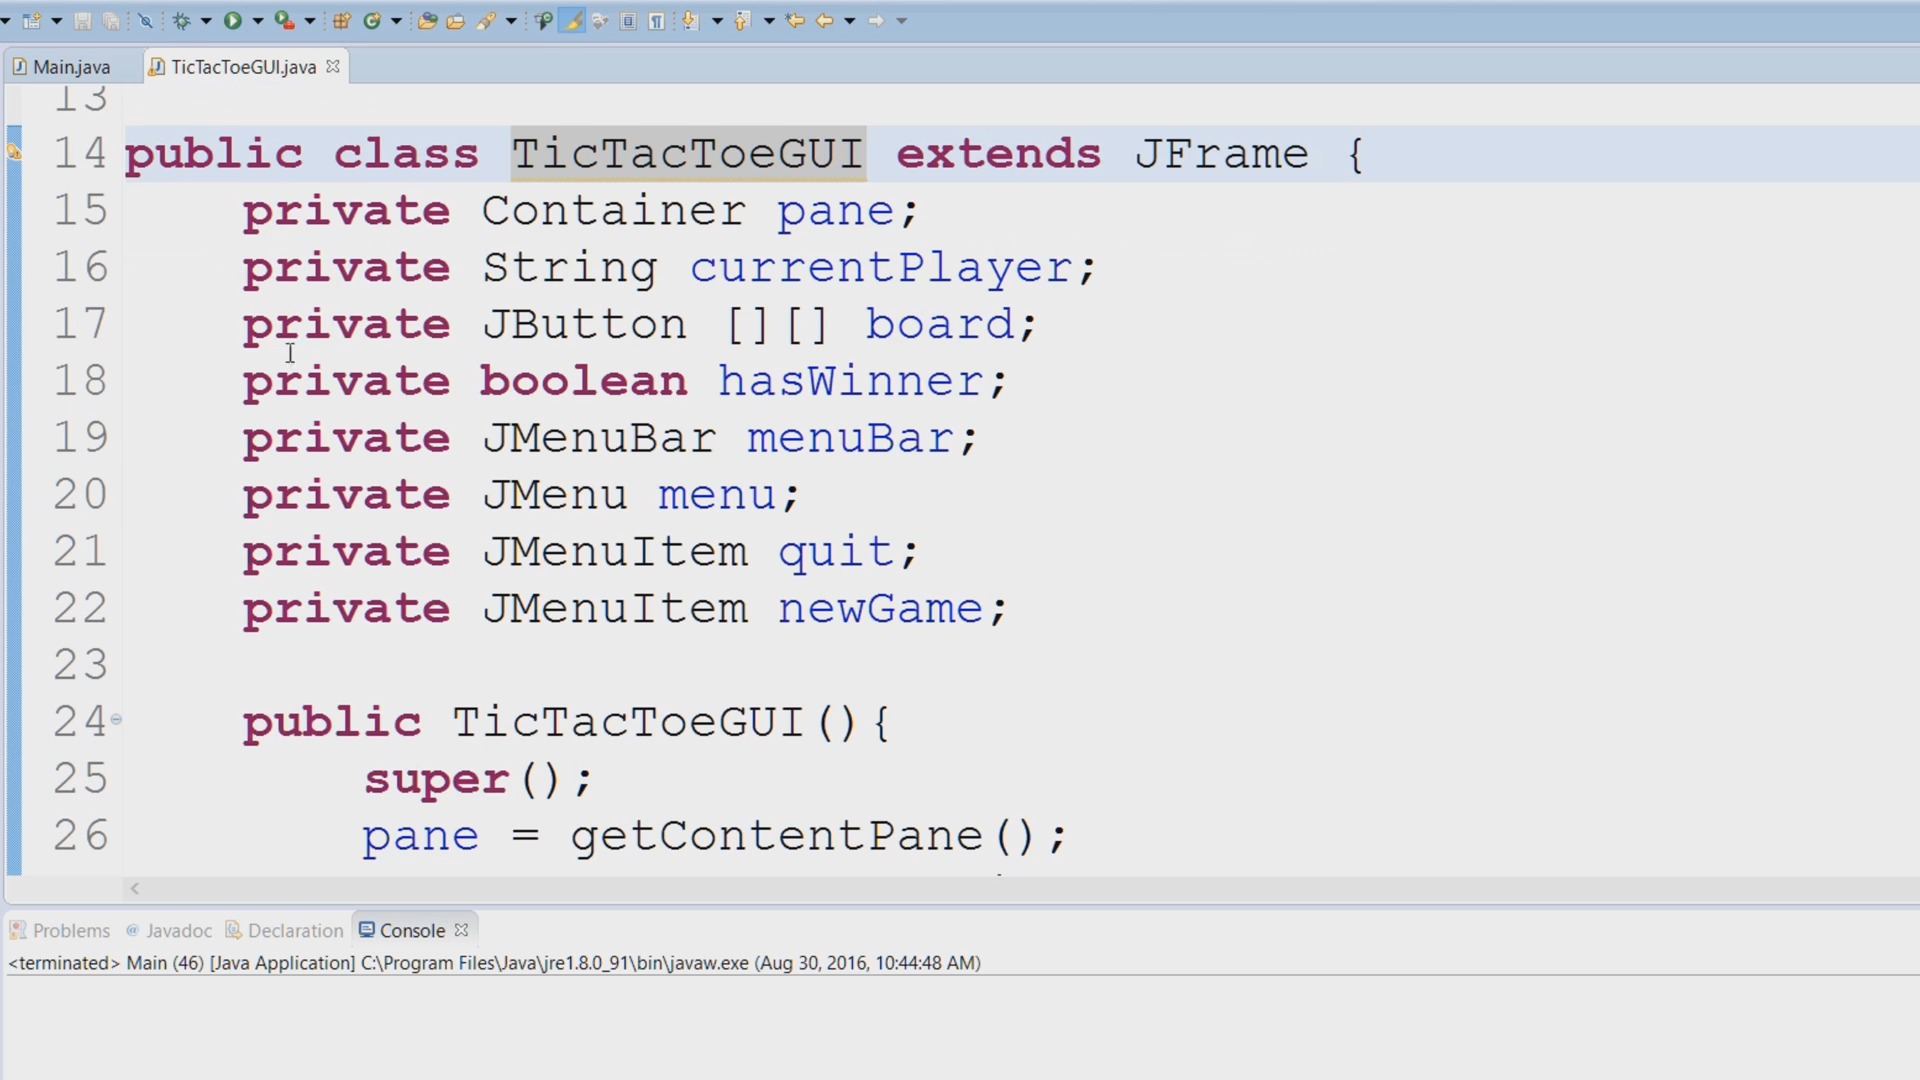 Main.java TicTacToeGUI.java
13
14 public class TicTacToeGUI extends JFrame {
15 private Container pane;
16 private String currentPlayer;
17 private JButton [][] board;
18 private boolean hasWinner;
19 private JMenuBar menuBar;
20 private JMenu menu;
21 private JMenuItem quit;
22 private JMenuItem newGame;
23
24 public TicTacToeGUI(){
25 super();
26 pane = getContentPane();
Problems @ Javadoc Declaration Console
<terminated> Main (46) [Java Application] C:\Program Files\Java\jre1.8.0_91\bin\javaw.exe (Aug 30, 2016, 10:44:48 AM)